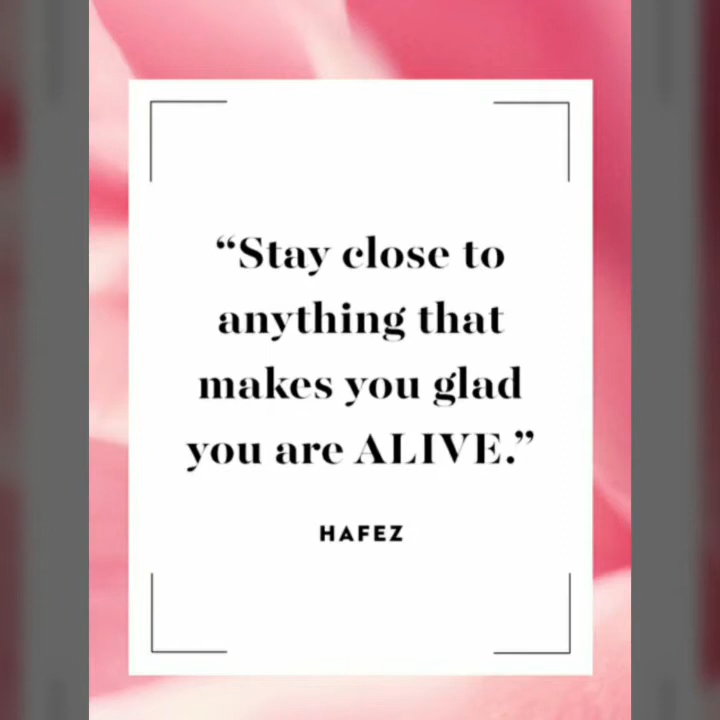 “Stay close to
anything that
makes you glad
you are ALIVE.”
HAFEZ